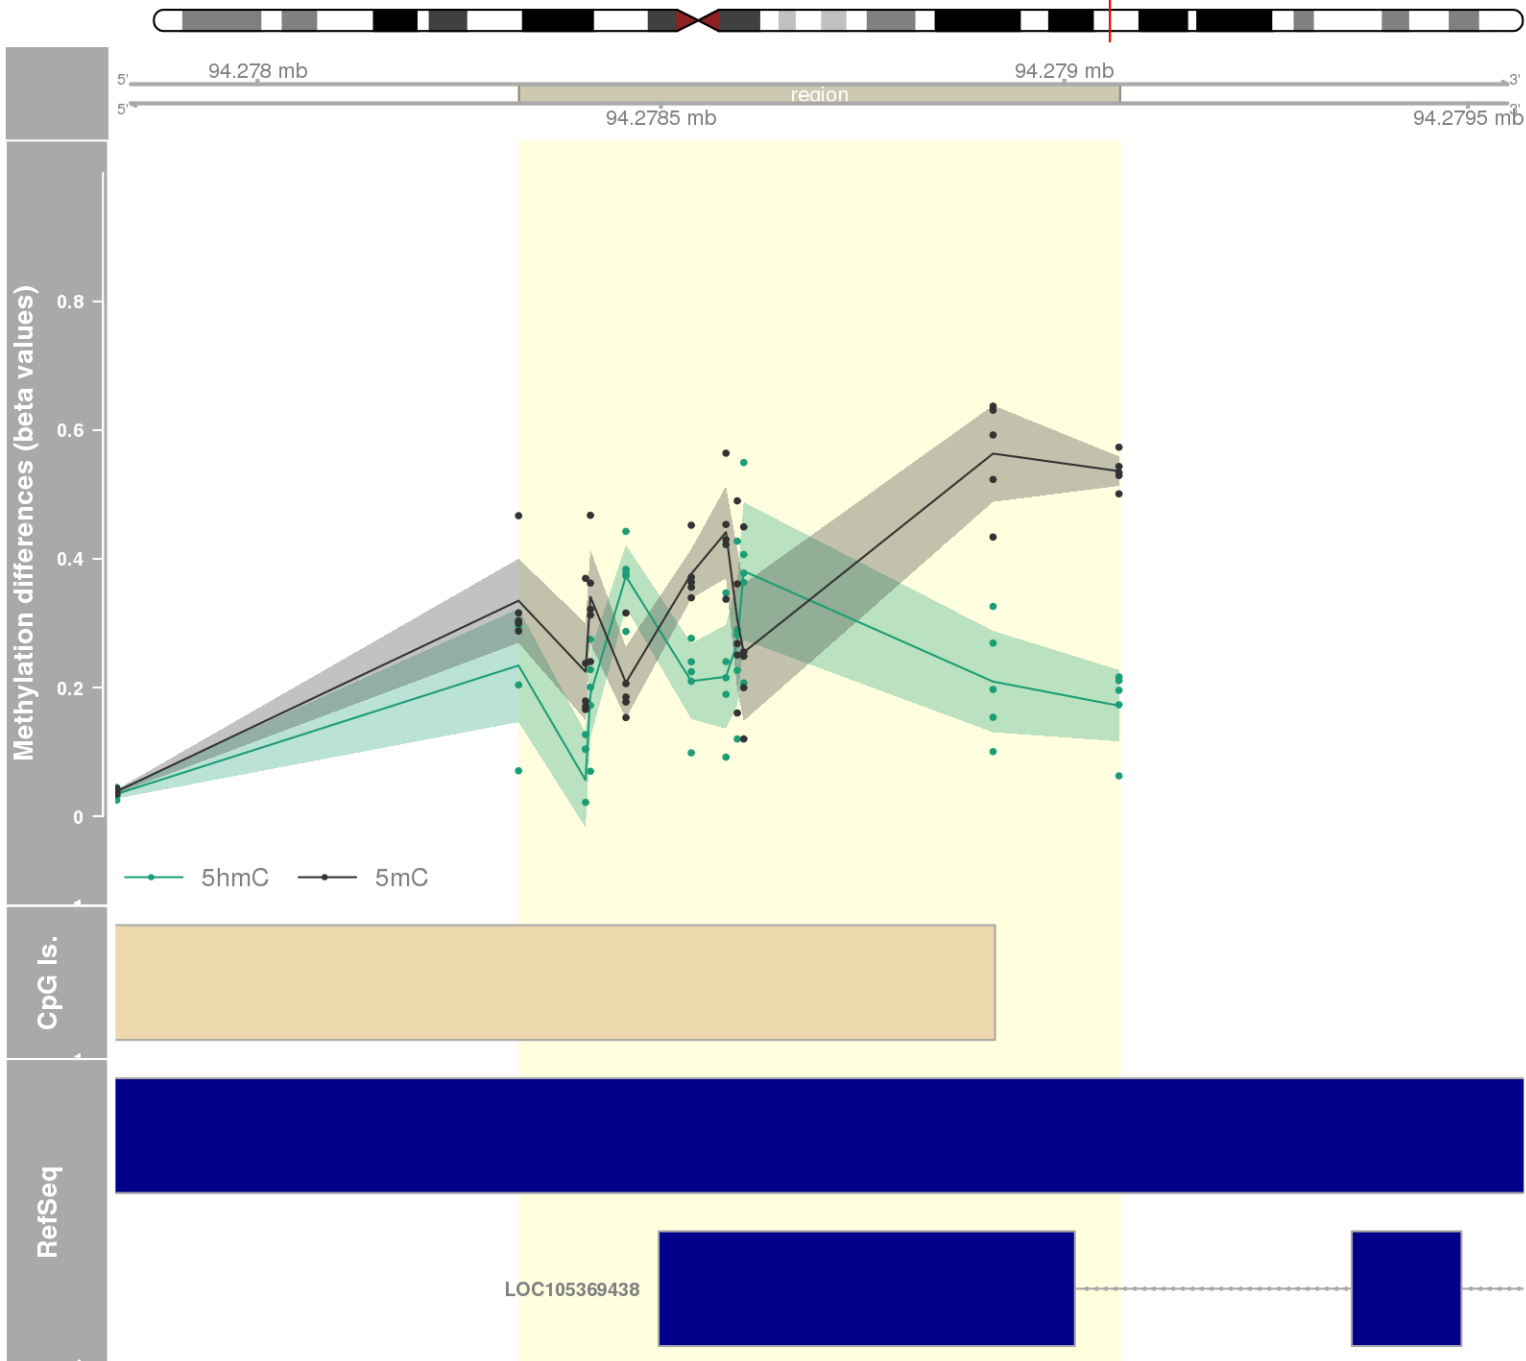 94.278 mb
94.279 mb
5'
3'
region
5'
3'
94.2785 mb
94.2795 mb
Methylation differences (beta values)
0.8
0.6
0.4
0.2
0
5hmC
5mC
CpG Is.
RefSeq
LOC105369438